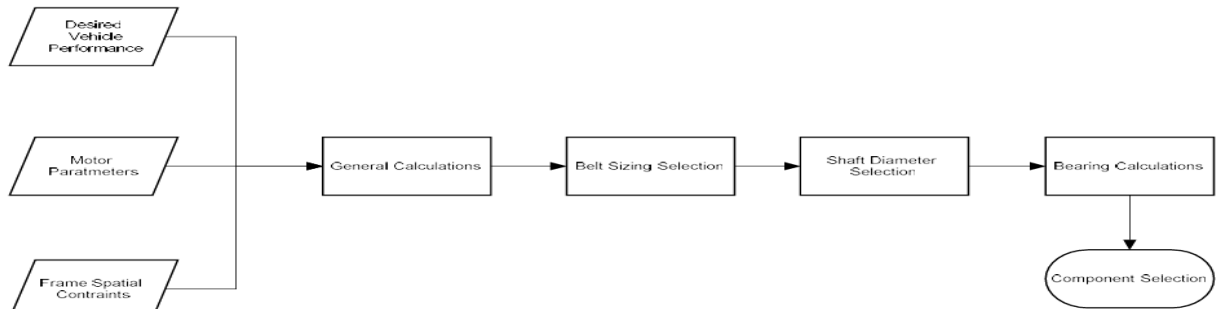 Desired
Vehicle
Performance
Motor
Paratmeters
General Calculations
Belt Sizing Selection
Shaft Diameter
Selection
Bearing Calculations
Frame Spatial
Contraints
Component Selection